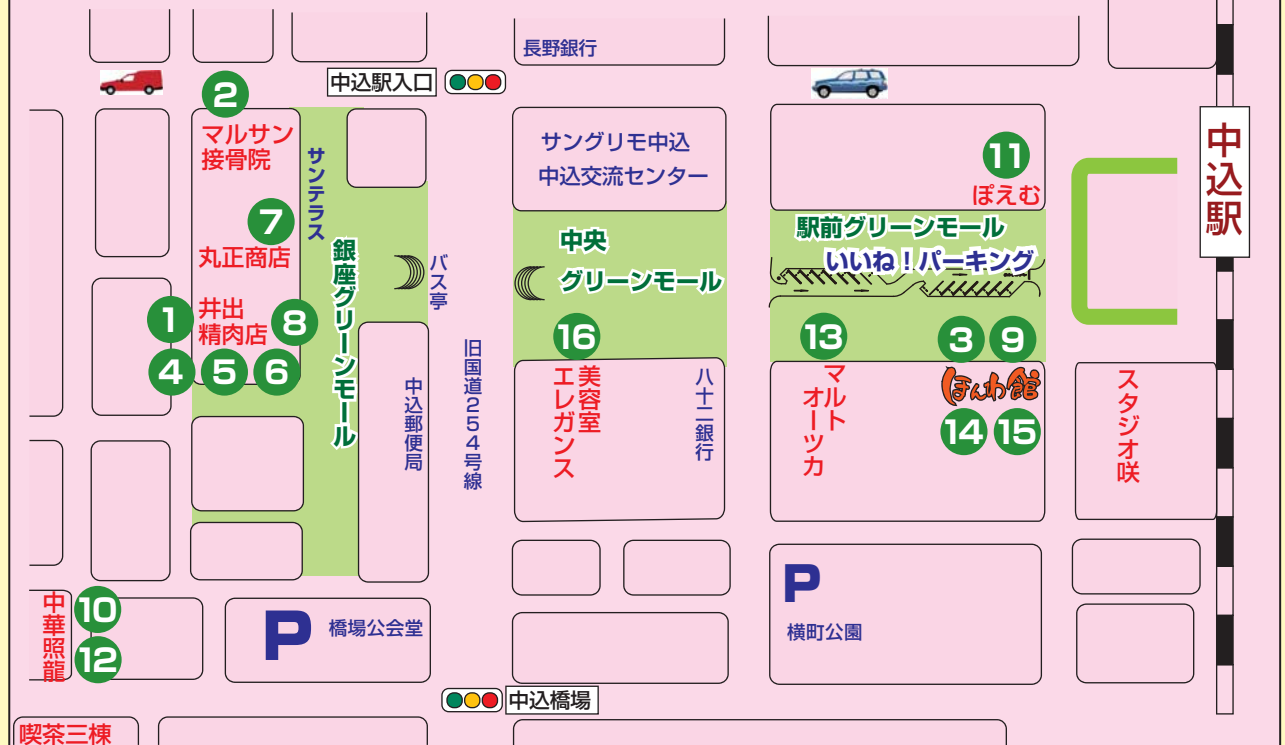 長野銀行
中込駅入口
2
マルサン
接骨院
サンテラス
7
丸正商店
銀座グリーンモール
バス亭
1
井出
精肉店
8
4
5
6
中込郵便局
旧国道254号線
サングリモ中込
中込交流センター
中央
グリーンモール
16
美容室
エレガンス
八十二銀行
11
ぽえむ
駅前グリーンモール
いいね!パーキング
13
マルト
オーツカ
3
9
ほんわ館
14
15
中込駅
スタジオ咲
中華照龍
10
12
P
橋場公会堂
P
横町公園
中込橋場
喫茶三棟